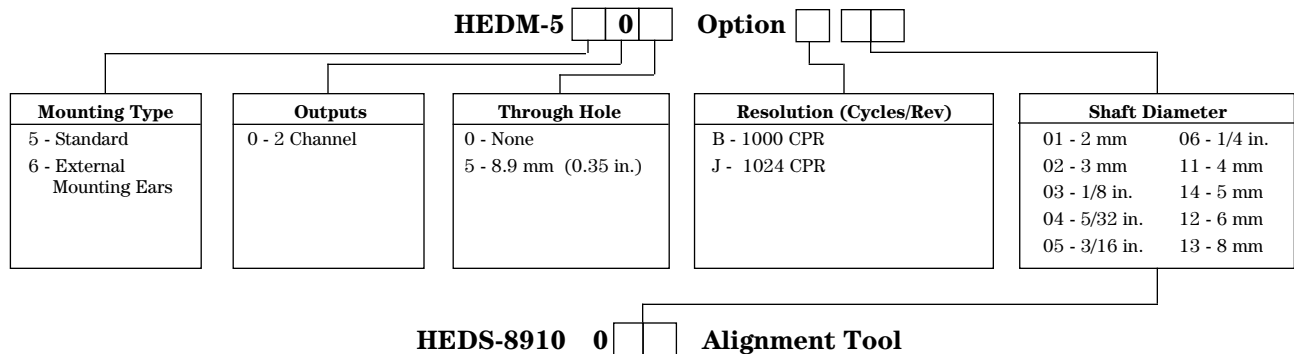 HEDM-5 0 Option
Mounting Type
5 - Standard
6 - External
Mounting Ears
Outputs
0 - 2 Channel
Through Hole
0 - None
5 - 8.9 mm (0.35 in.)
Resolution (Cycles/Rev)
B - 1000 CPR
J - 1024 CPR
Shaft Diameter
01 - 2 mm 06 - 1/4 in.
02 - 3 mm 11 - 4 mm
03 - 1/8 in. 14 - 5 mm
04 - 5/32 in. 12 - 6 mm
05 - 3/16 in. 13 - 8 mm
HEDS-8910 0 Alignment Tool